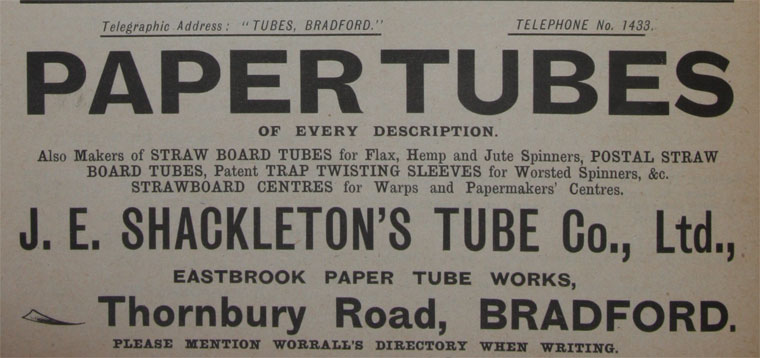 Telegraphic Address: "TUBES, BRADFORD." TELEPHONE No. 1433.
PAPER TUBES
OF EVERY DESCRIPTION.
Also Makers of STRAW BOARD TUBES for Flax, Hemp and Jute Spinners, POSTAL STRAW
BOARD TUBES, Patent TRAP TWISTING SLEEVES for Worsted Spinners, &c.
STRAWBOARD CENTRES for Warps and Papermakers' Centres.
J. E. SHACKLETON'S TUBE Co., Ltd.,
EASTBROOK PAPER TUBE WORKS,
Thornbury Road, BRADFORD.
PLEASE MENTION WORRALL'S DIRECTORY WHEN WRITING.